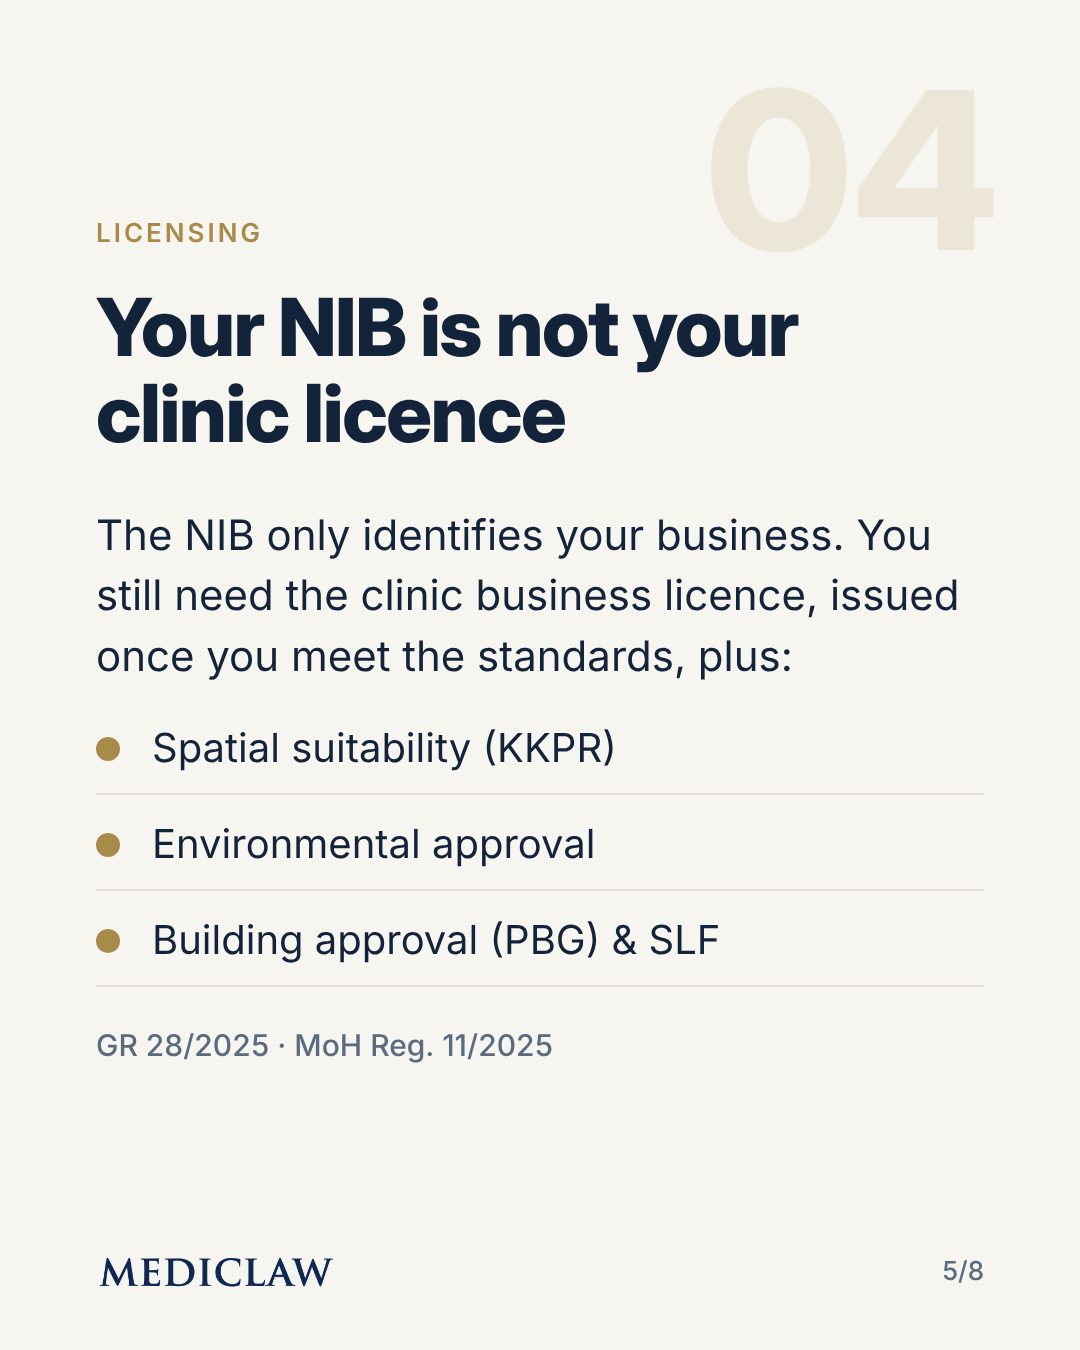 04
LICENSING
Your NIB is not your
clinic licence
The NIB only identifies your business. You
still need the clinic business licence, issued
once you meet the standards, plus:
Spatial suitability (KKPR)
Environmental approval
Building approval (PBG) & SLF
GR 28/2025 · MoH Reg. 11/2025
MEDICLAW
5/8